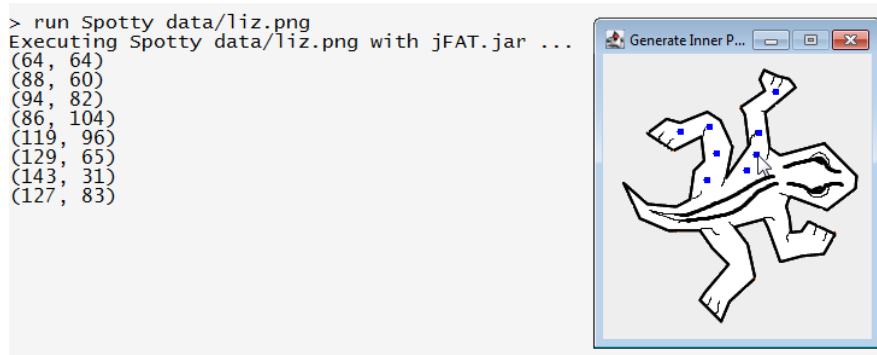 > run Spotty data/liz.png
Executing Spotty data/liz.png with jFAT.jar ...
(64, 64)
(88, 60)
(94, 82)
(86, 104)
(119, 96)
(129, 65)
(143, 31)
(127, 83)
Generate Inner P...